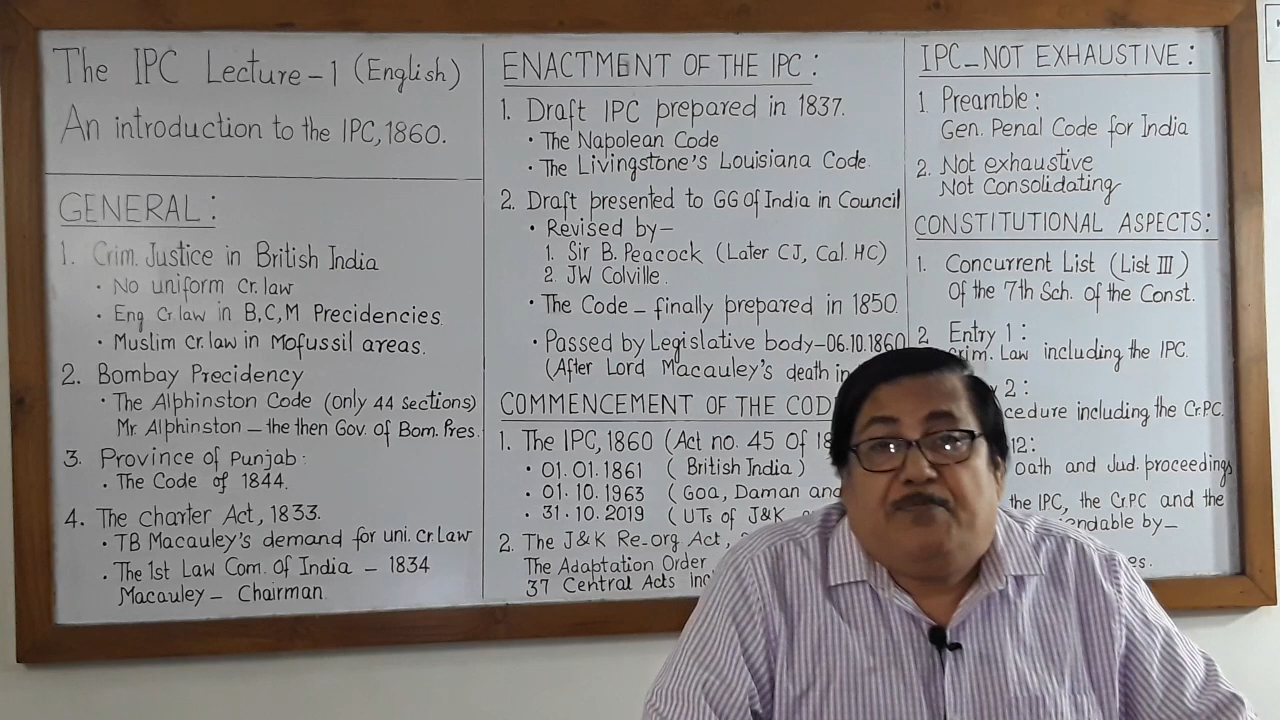 The IPC Lecture-1 (English)
An introduction to the IPC, 1860.
GENERAL:
1. Crim. Justice in British India
• No uniform Cr. law
• Eng Cr. law in B, C, M Precidencies.
• Muslim cr. law in Mofussil areas.
2. Bombay Precidency
• The Alphinston Code (only 44 sections)
Mr. Alphinston – the then Gov. of Bom. Pres.
3. Province of Punjab:
• The Code of 1844.
4. The Charter Act, 1833.
• TB Macauley's demand for uni. cr. law
• The 1st Law Com. of India – 1834
Macauley – Chairman
ENACTMENT OF THE IPC:
1. Draft IPC prepared in 1837.
• The Napolean Code
• The Livingstone's Louisiana Code.
2. Draft presented to GG of India in Council
• Revised by–
1. Sir B. Peacock (Later CJ, Cal. HC)
2. JW Colville.
• The Code – finally prepared in 1850.
• Passed by Legislative body–06.10.1860
(After Lord Macauley's death in
COMMENCEMENT OF THE COD
1. The IPC, 1860 (Act no. 45 of 18
• 01.01.1861 (British India)
• 01.10.1963 (Goa, Daman and
• 31.10.2019 (UTs of J&K
2. The J&K Re-org Act,
The Adaptation Order
37 Central Acts inc
IPC–NOT EXHAUSTIVE:
1. Preamble:
Gen. Penal Code for India
2. Not exhaustive
Not Consolidating
CONSTITUTIONAL ASPECTS:
1. Concurrent List (List III)
Of the 7th Sch. of the Const.
2. Entry 1:
Crim. Law including the IPC.
2:
cedure including the CrPC.
12:
oath and Jud. proceedings
the IPC, the CrPC and the
endable by–
es.